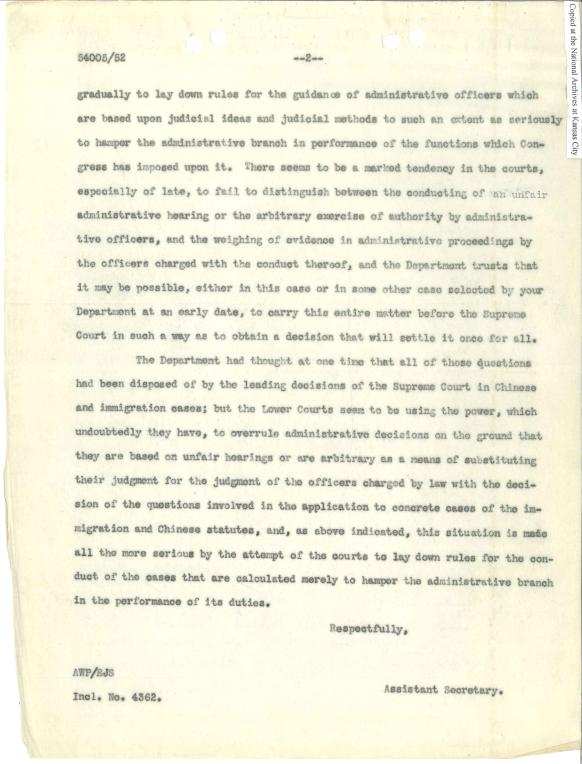 Copied at the National Archives at Kansas City
54005/52
--2--
gradually to lay down rules for the guidance of administrative officers which
are based upon judicial ideas and judicial methods to such an extent as seriously
to hamper the administrative branch in performance of the functions which Con-
gress has imposed upon it. There seems to be a marked tendency in the courts,
especially of late, to fail to distinguish between the conducting of an unfair
administrative hearing or the arbitrary exercise of authority by administra-
tive officers, and the weighing of evidence in administrative proceedings by
the officers charged with the conduct thereof, and the Department trusts that
it may be possible, either in this case or in some other case selected by your
Department at an early date, to carry this entire matter before the Supreme
Court in such a way as to obtain a decision that will settle it once for all.
The Department had thought at one time that all of these questions
had been disposed of by the leading decisions of the Supreme Court in Chinese
and immigration cases; but the Lower Courts seem to be using the power, which
undoubtedly they have, to overrule administrative decisions on the ground that
they are based on unfair hearings or are arbitrary as a means of substituting
their judgment for the judgment of the officers charged by law with the deci-
sion of the questions involved in the application to concrete cases of the im-
migration and Chinese statutes, and, as above indicated, this situation is made
all the more serious by the attempt of the courts to lay down rules for the con-
duct of the cases that are calculated merely to hamper the administrative branch
in the performance of its duties.
Respectfully,
AWP/EJS
Incl. No. 4362.
Assistant Secretary.